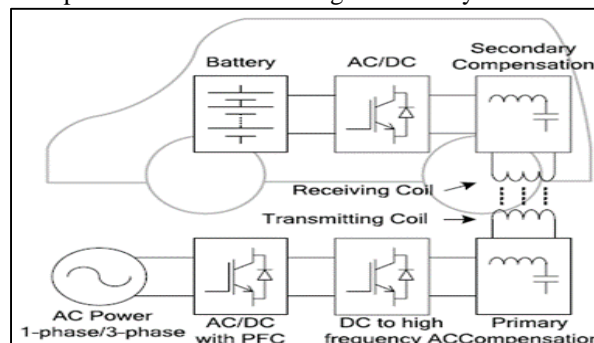 Battery
AC/DC
Secondary
Compensation
Receiving Coil
Transmitting Coil
AC Power
1-phase/3-phase
AC/DC
with PFC
DC to high
frequency AC
Primary
Compensation